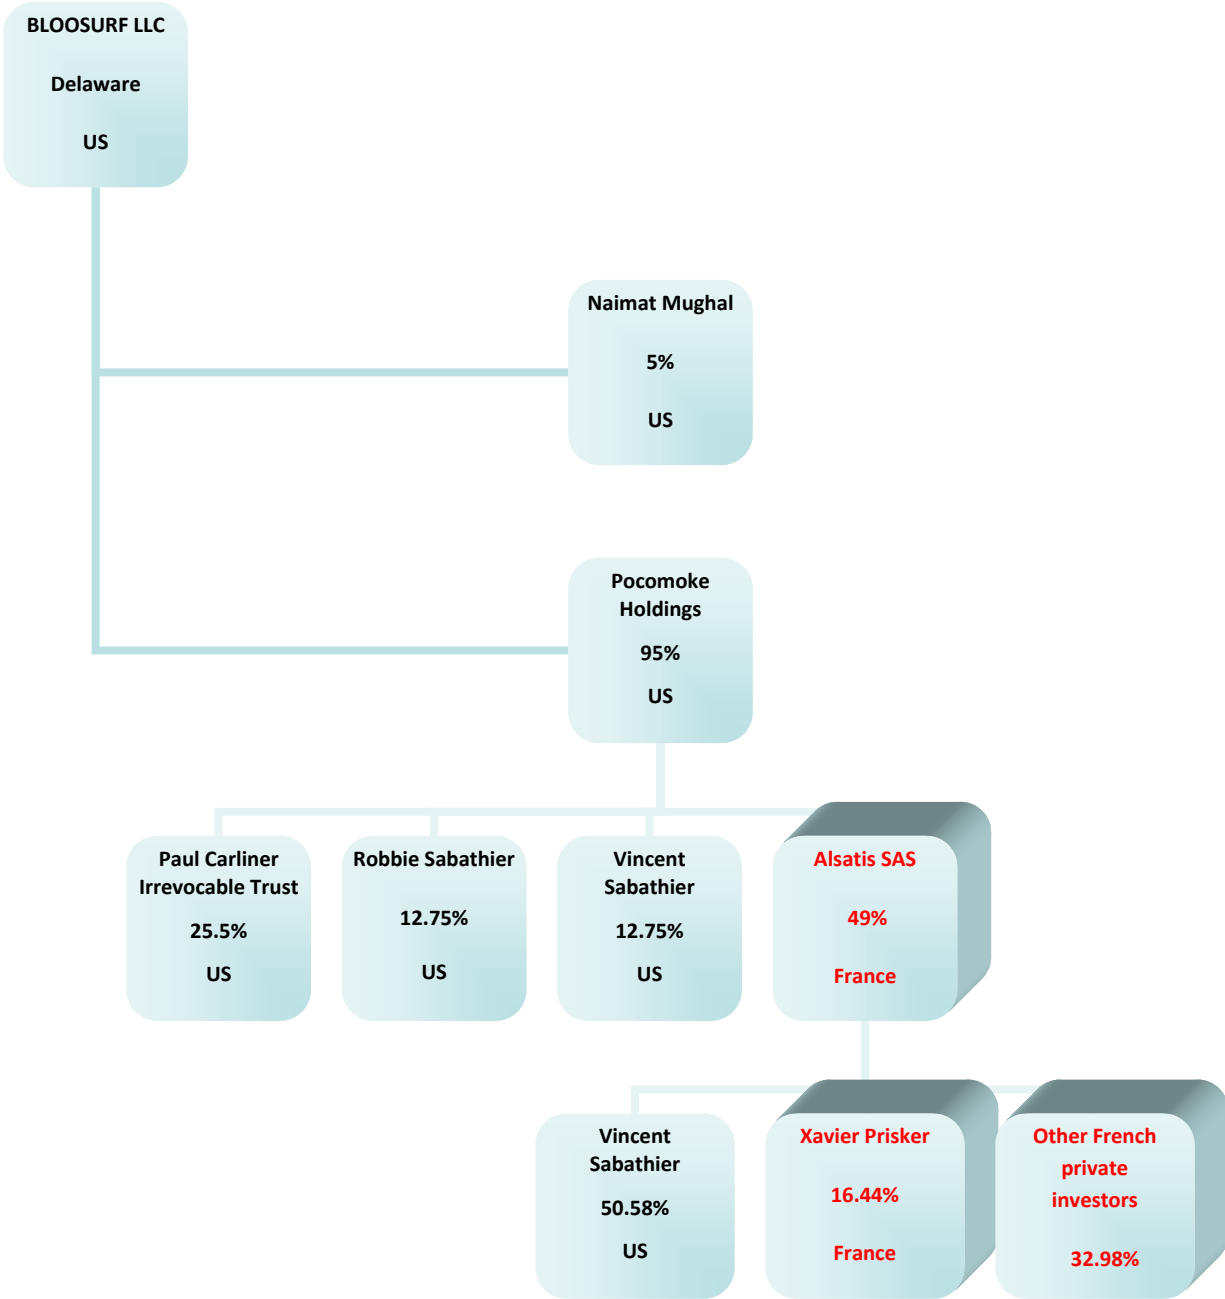 BLOOSURF LLC
Delaware
US
Naimat Mughal
5%
US
Pocomoke
Holdings
95%
US
Paul Carliner
Irrevocable Trust
25.5%
US
Robbie Sabathier
12.75%
US
Vincent
Sabathier
12.75%
US
Alsatis SAS
49%
France
Vincent
Sabathier
50.58%
US
Xavier Prisker
16.44%
France
Other French
private
investors
32.98%